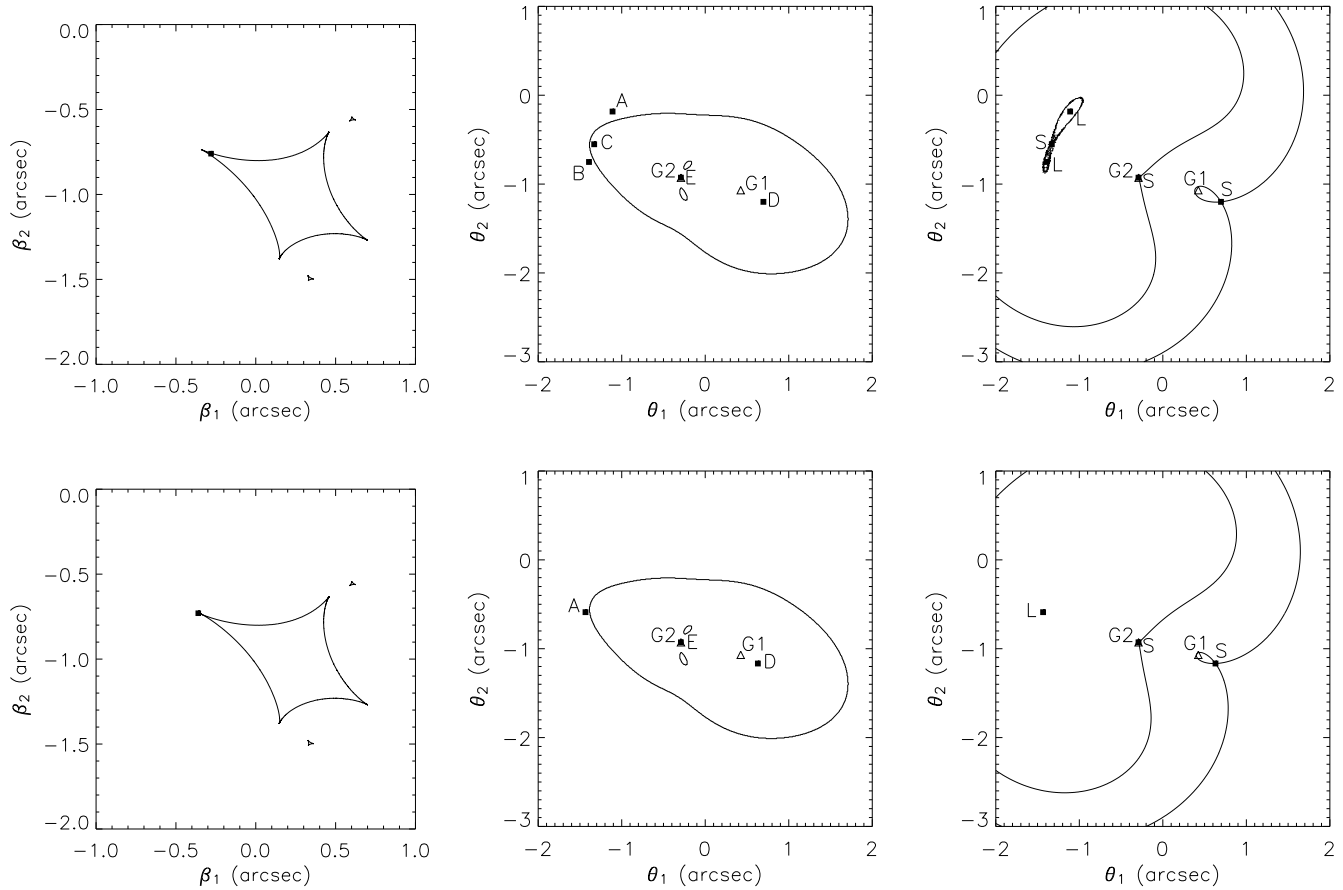 0.0
−0.5
−1.0
−1.5
−2.0
β2 (arcsec)
−1.0 −0.5 0.0 0.5 1.0
β1 (arcsec)
1
0
−1
−2
−3
θ2 (arcsec)
A
C
B
G2 E
G1
D
−2 −1 0 1 2
θ1 (arcsec)
1
0
−1
−2
−3
θ2 (arcsec)
L
S
L
G2 S
G1 S
−2 −1 0 1 2
θ1 (arcsec)
0.0
−0.5
−1.0
−1.5
−2.0
β2 (arcsec)
−1.0 −0.5 0.0 0.5 1.0
β1 (arcsec)
1
0
−1
−2
−3
θ2 (arcsec)
A
G2 E
G1
D
−2 −1 0 1 2
θ1 (arcsec)
1
0
−1
−2
−3
θ2 (arcsec)
L
G2 S
G1 S
−2 −1 0 1 2
θ1 (arcsec)